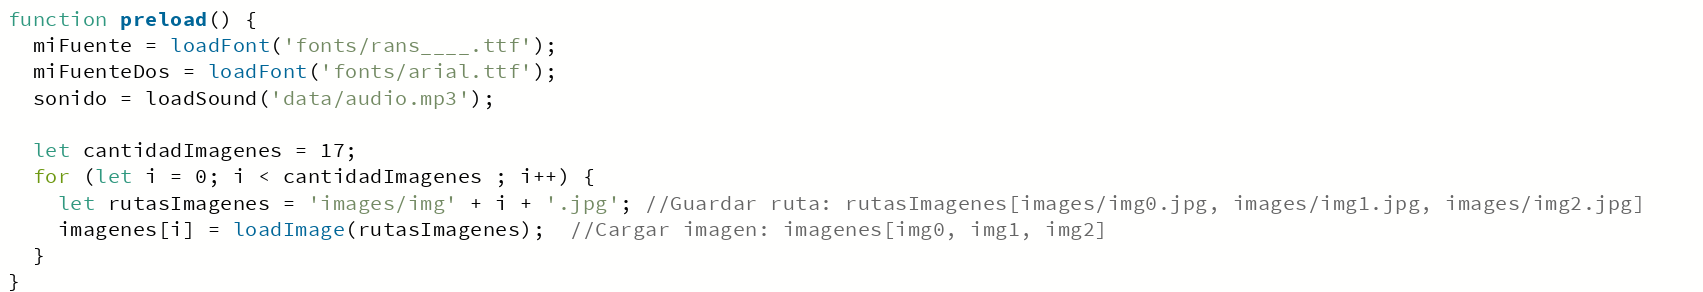 function preload() {
  miFuente = loadFont('fonts/rans____.ttf');
  miFuenteDos = loadFont('fonts/arial.ttf');
  sonido = loadSound('data/audio.mp3');

  let cantidadImagenes = 17;
  for (let i = 0; i < cantidadImagenes ; i++) {
    let rutasImagenes = 'images/img' + i + '.jpg'; //Guardar ruta: rutasImagenes[images/img0.jpg, images/img1.jpg, images/img2.jpg]
    imagenes[i] = loadImage(rutasImagenes);  //Cargar imagen: imagenes[img0, img1, img2]
  }
}